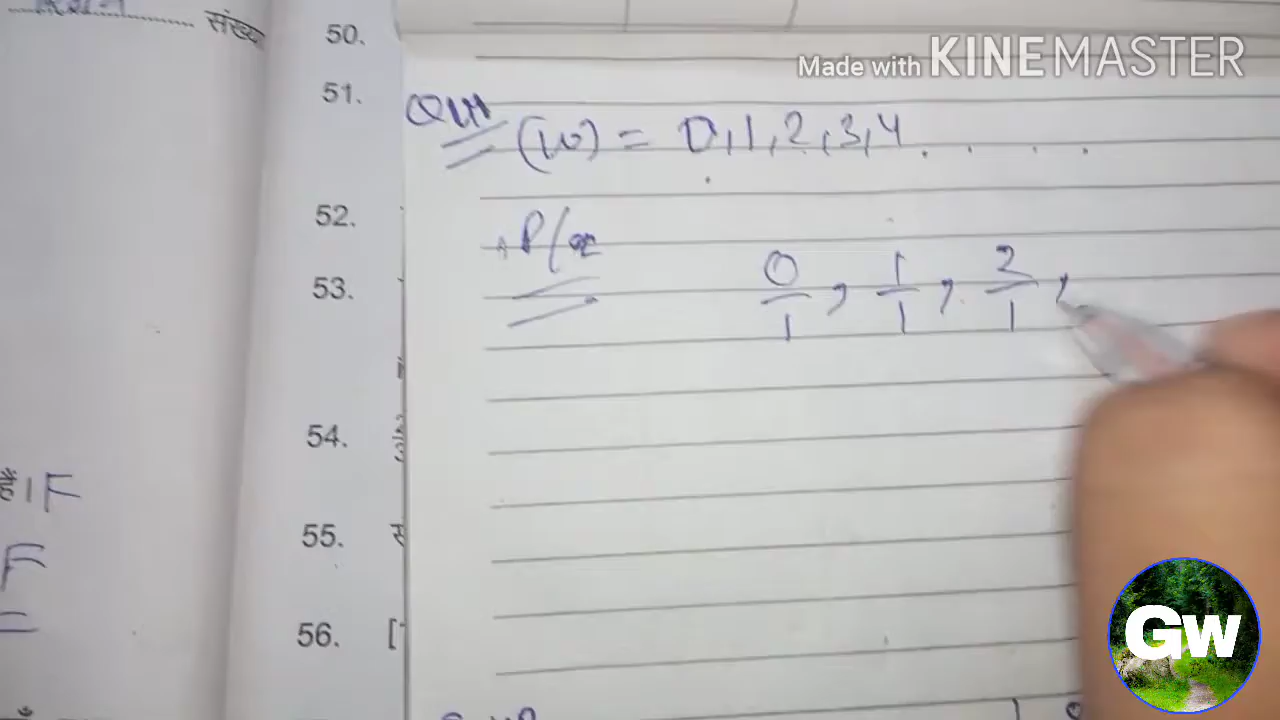 संख्या
50.
Made with KINEMASTER
51.
(W) = 0, 1, 2, 3, 4 . . . .
52.
P/
0/1 , 1/1 , 2/1 ,
53.
54.
है। F
55.
F
56. [
GW